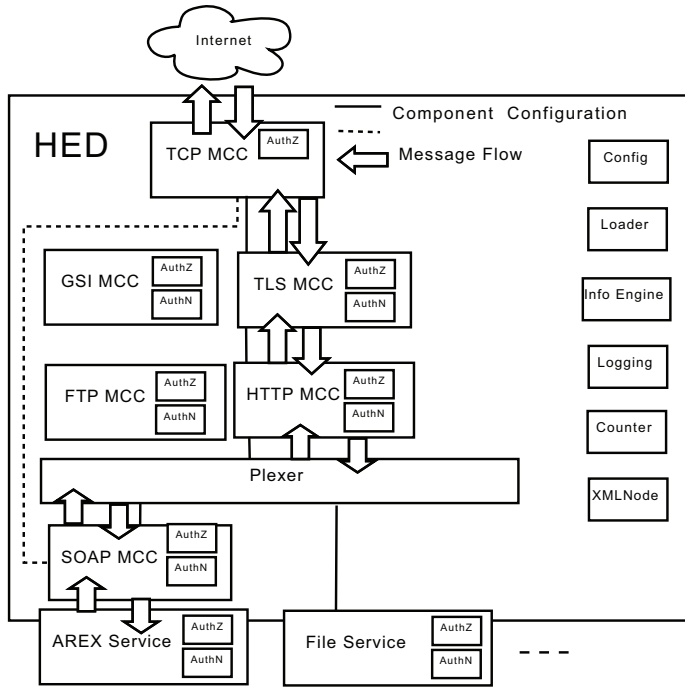 Internet
Component Configuration
HED
AuthZ
TCP MCC
Message Flow
Config
Loader
GSI MCC
AuthZ
AuthN
TLS MCC
AuthZ
AuthN
Info Engine
Logging
FTP MCC
AuthZ
AuthN
HTTP MCC
AuthZ
AuthN
Counter
Plexer
XMLNode
SOAP MCC
AuthZ
AuthN
AREX Service
AuthZ
AuthN
File Service
AuthZ
AuthN